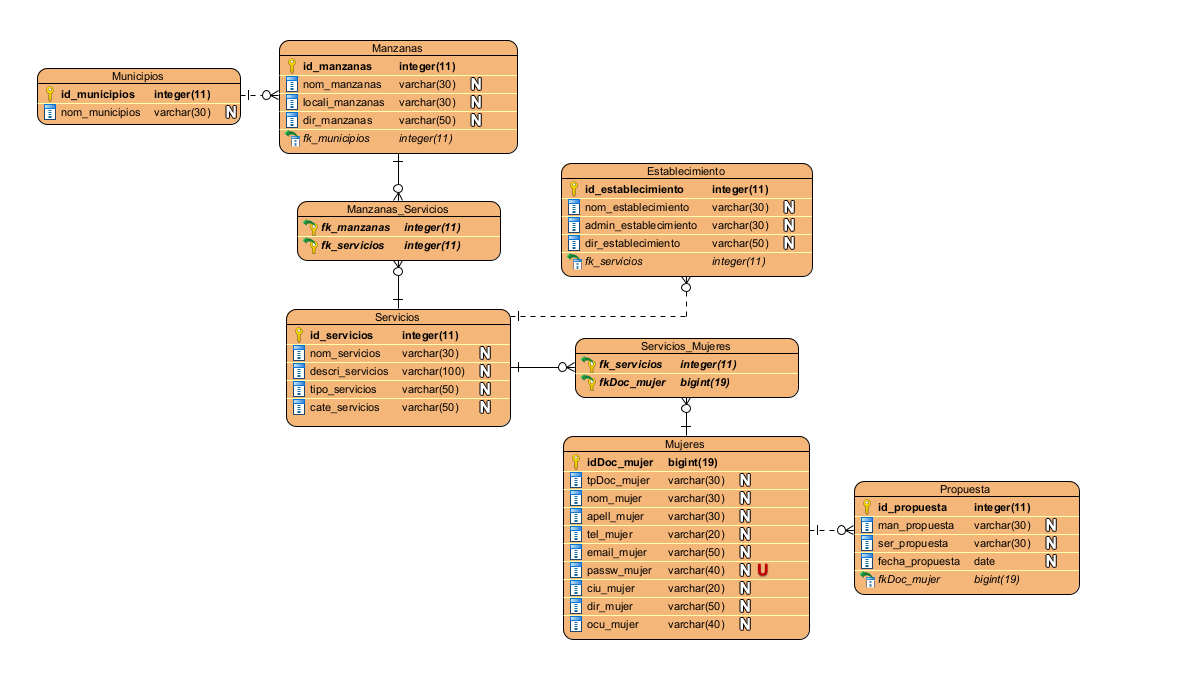 Municipios
id_municipios integer(11)
nom_municipios varchar(30) N
Manzanas
id_manzanas integer(11)
nom_manzanas varchar(30) N
locali_manzanas varchar(30) N
dir_manzanas varchar(50) N
fk_municipios integer(11)
Manzanas_Servicios
fk_manzanas integer(11)
fk_servicios integer(11)
Establecimiento
id_establecimiento integer(11)
nom_establecimiento varchar(30) N
admin_establecimiento varchar(30) N
dir_establecimiento varchar(50) N
fk_servicios integer(11)
Servicios
id_servicios integer(11)
nom_servicios varchar(30) N
descri_servicios varchar(100) N
tipo_servicios varchar(50) N
cate_servicios varchar(50) N
Servicios_Mujeres
fk_servicios integer(11)
fkDoc_mujer bigint(19)
Mujeres
idDoc_mujer bigint(19)
tpDoc_mujer varchar(30) N
nom_mujer varchar(30) N
apell_mujer varchar(30) N
tel_mujer varchar(20) N
email_mujer varchar(50) N
passw_mujer varchar(40) N U
ciu_mujer varchar(20) N
dir_mujer varchar(50) N
ocu_mujer varchar(40) N
Propuesta
id_propuesta integer(11)
man_propuesta varchar(30) N
ser_propuesta varchar(30) N
fecha_propuesta date N
fkDoc_mujer bigint(19)